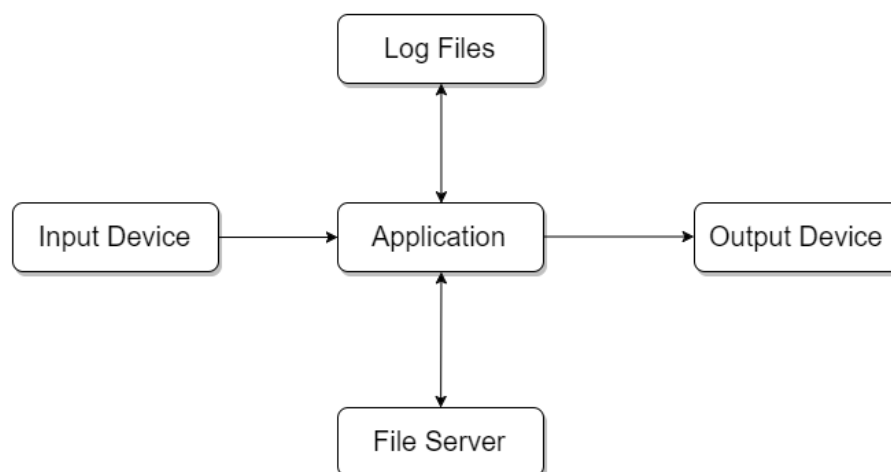 Log Files
Input Device
Application
Output Device
File Server